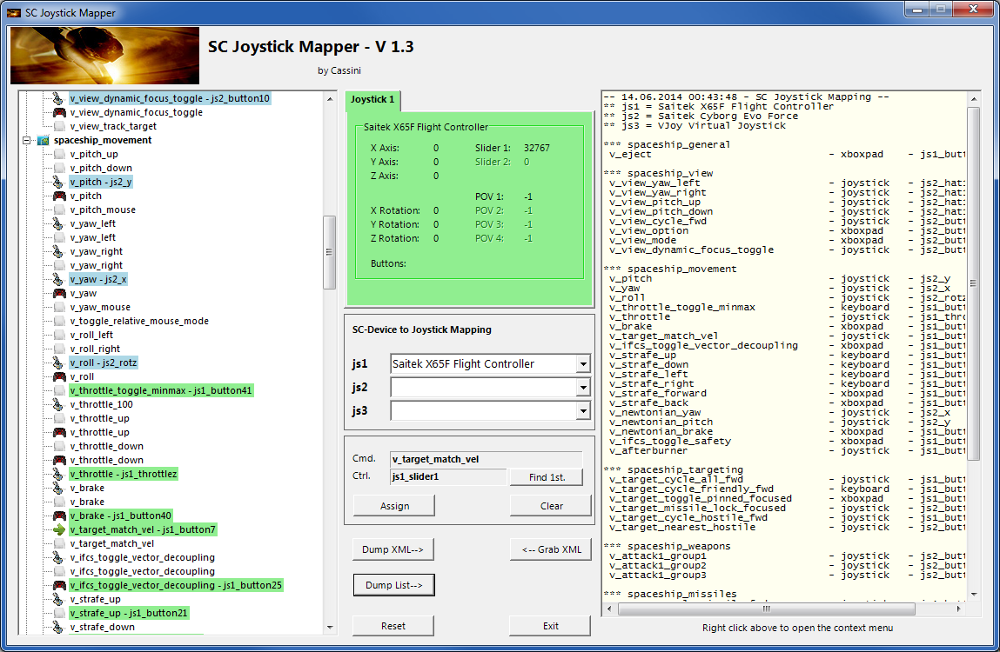 SC Joystick Mapper
SC Joystick Mapper - V 1.3
by Cassini
v_view_dynamic_focus_toggle - js2_button10
v_view_dynamic_focus_toggle
v_view_track_target
spaceship_movement
v_pitch_up
v_pitch_down
v_pitch - js2_y
v_pitch
v_pitch_mouse
v_yaw_left
v_yaw_left
v_yaw_right
v_yaw_right
v_yaw - js2_x
v_yaw
v_yaw_mouse
v_toggle_relative_mouse_mode
v_roll_left
v_roll_right
v_roll - js2_rotz
v_roll
v_throttle_toggle_minmax - js1_button41
v_throttle_100
v_throttle_up
v_throttle_up
v_throttle_down
v_throttle_down
v_throttle - js1_throttlez
v_brake
v_brake
v_brake - js1_button40
v_target_match_vel - js1_button7
v_target_match_vel
v_ifcs_toggle_vector_decoupling
v_ifcs_toggle_vector_decoupling
v_ifcs_toggle_vector_decoupling - js1_button25
v_strafe_up
v_strafe_up - js1_button21
v_strafe_down
Joystick 1
Saitek X65F Flight Controller
X Axis: 0 Slider 1: 32767
Y Axis: 0 Slider 2: 0
Z Axis: 0
POV 1: -1
X Rotation: 0 POV 2: -1
Y Rotation: 0 POV 3: -1
Z Rotation: 0 POV 4: -1
Buttons:
SC-Device to Joystick Mapping
js1 Saitek X65F Flight Controller
js2
js3
Cmd. v_target_match_vel
Ctrl. js1_slider1 Find 1st.
Assign Clear
Dump XML--> <-- Grab XML
Dump List-->
Reset Exit
-- 14.06.2014 00:43:48 - SC Joystick Mapping --
** js1 = Saitek X65F Flight Controller
** js2 = Saitek Cyborg Evo Force
** js3 = VJoy Virtual Joystick
*** spaceship_general
v_eject - xboxpad - js1_butt
*** spaceship_view
v_view_yaw_left - joystick - js2_hat:
v_view_yaw_right - joystick - js2_hat:
v_view_pitch_up - joystick - js2_hat:
v_view_pitch_down - joystick - js2_hat:
v_view_cycle_fwd - joystick - js2_butt
v_view_option - xboxpad - js2_butt
v_view_mode - xboxpad - js2_butt
v_view_dynamic_focus_toggle - joystick - js2_butt
*** spaceship_movement
v_pitch - joystick - js2_y
v_yaw - joystick - js2_x
v_roll - joystick - js2_rotz
v_throttle_toggle_minmax - keyboard - js1_butt
v_throttle - joystick - js1_thro
v_brake - xboxpad - js1_butt
v_target_match_vel - joystick - js1_butt
v_ifcs_toggle_vector_decoupling - xboxpad - js1_butt
v_strafe_up - keyboard - js1_butt
v_strafe_down - keyboard - js1_butt
v_strafe_left - keyboard - js1_butt
v_strafe_right - keyboard - js1_butt
v_strafe_forward - xboxpad - js1_butt
v_strafe_back - xboxpad - js1_butt
v_newtonian_yaw - joystick - js2_x
v_newtonian_pitch - joystick - js2_y
v_newtonian_brake - xboxpad - js1_butt
v_ifcs_toggle_safety - xboxpad - js1_butt
v_afterburner - joystick - js1_butt
*** spaceship_targeting
v_target_cycle_all_fwd - joystick - js1_butt
v_target_cycle_friendly_fwd - keyboard - js1_butt
v_target_toggle_pinned_focused - xboxpad - js1_butt
v_target_missile_lock_focused - joystick - js2_butt
v_target_cycle_hostile_fwd - joystick - js1_butt
v_target_nearest_hostile - joystick - js2_butt
*** spaceship_weapons
v_attack1_group1 - joystick - js1_butt
v_attack1_group2 - joystick - js2_butt
v_attack1_group3 - joystick - js2_butt
*** spaceship_missiles
Right click above to open the context menu